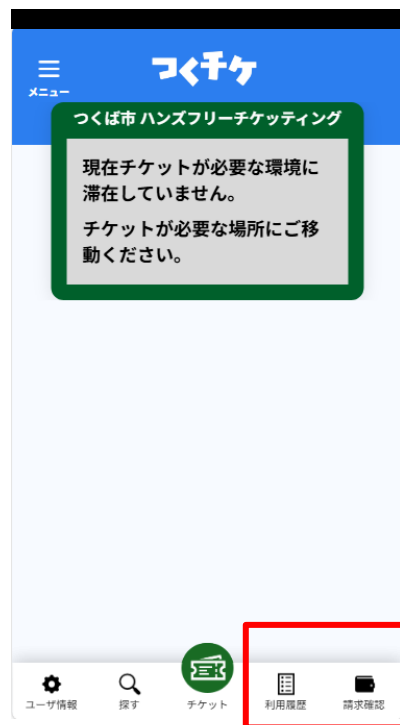 つくチケ
メニュー
つくば市 ハンズフリーチケッティング
現在チケットが必要な環境に
滞在していません。
チケットが必要な場所にご移
動ください。
ユーザ情報
探す
チケット
利用履歴
請求確認